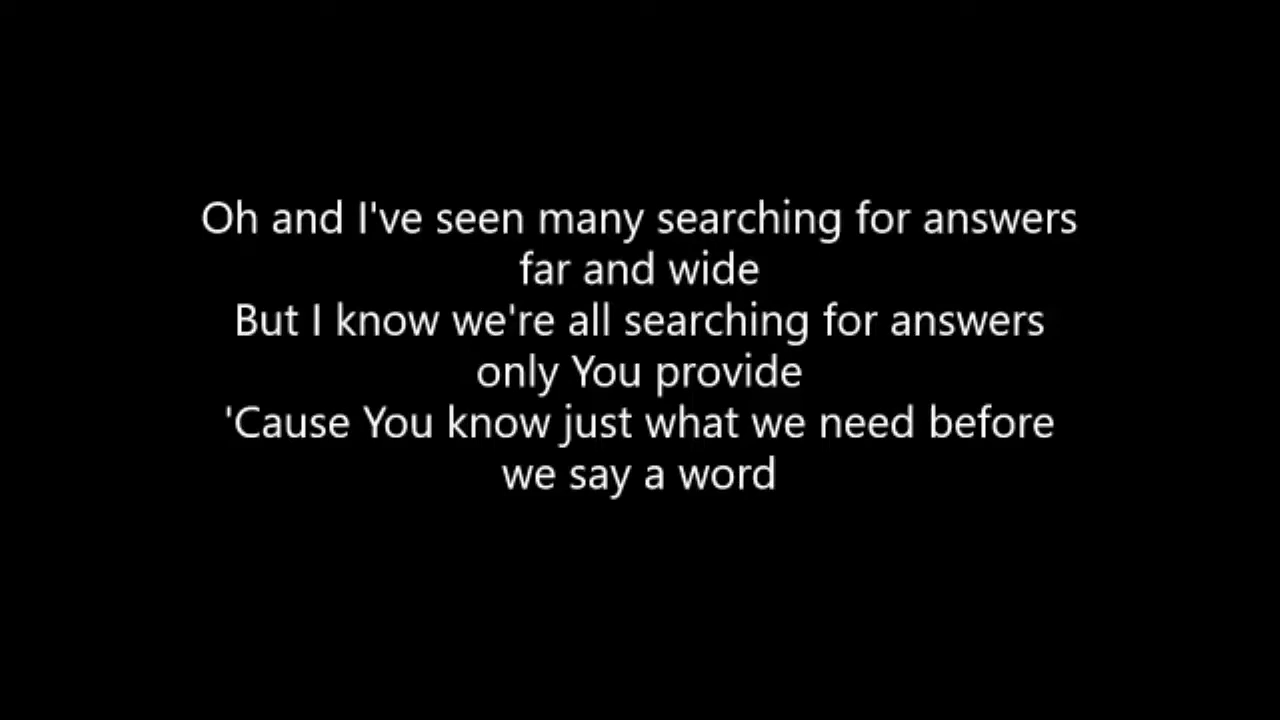 Oh and I've seen many searching for answers
far and wide
But I know we're all searching for answers
only You provide
'Cause You know just what we need before
we say a word